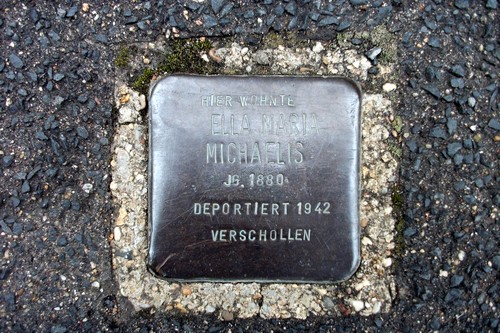 HIER WOHNTE
ELLA MARIA
MICHAELIS
JG. 1880
DEPORTIERT 1942
VERSCHOLLEN